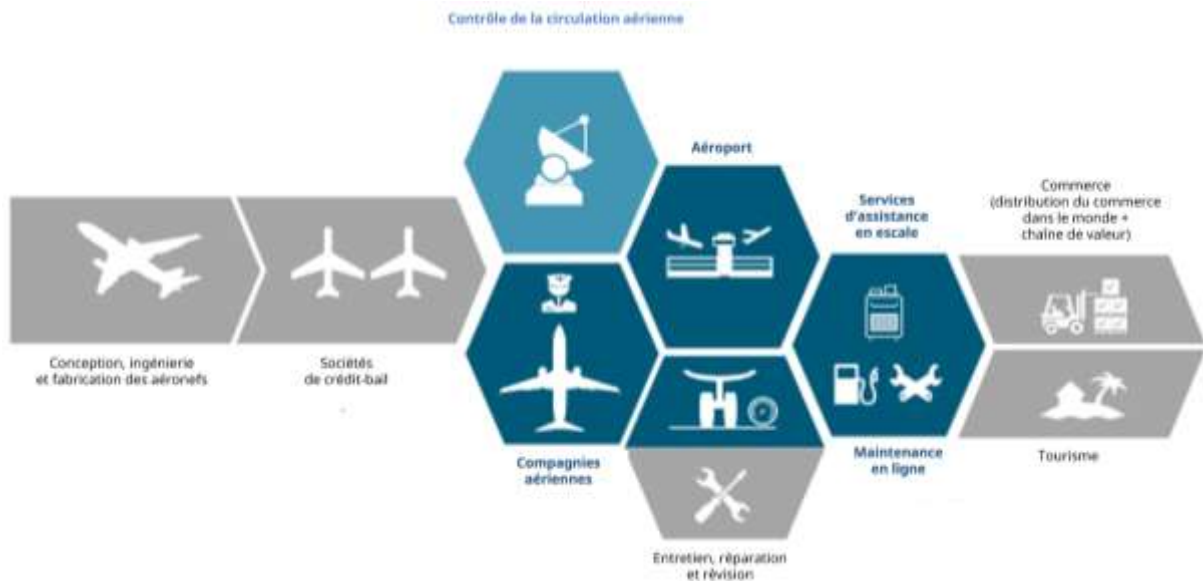 Contrôle de la circulation aérienne
Aéroport
Services
d'assistance
en escale
Commerce
(distribution du commerce
dans le monde +
chaîne de valeur)
Conception, ingénierie
et fabrication des aéronefs
Sociétés
de crédit-bail
Compagnies
aériennes
Maintenance
en ligne
Tourisme
Entretien, réparation
et révision